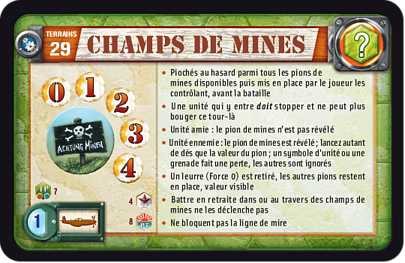 TERRAINS
29
CHAMPS DE MINES
?
0
1
2
3
4
ACHTUNG MINEN
• Piochés au hasard parmi tous les pions de
mines disponibles puis mis en place par le joueur les
contrôlant, avant la bataille
• Une unité qui y entre doit stopper et ne peut plus
bouger ce tour-là
• Unité amie : le pion de mines n'est pas révélé
• Unité ennemie : le pion de mines est révélé ; lancez autant
de dés que la valeur du pion ; un symbole d'unité ou une
grenade fait une perte, les autres sont ignorés
• Un leurre (Force 0) est retiré, les autres pions restent
en place, valeur visible
• Battre en retraite dans ou au travers des champs de
mines ne les déclenche pas
• Ne bloquent pas la ligne de mire
7
4
8
1